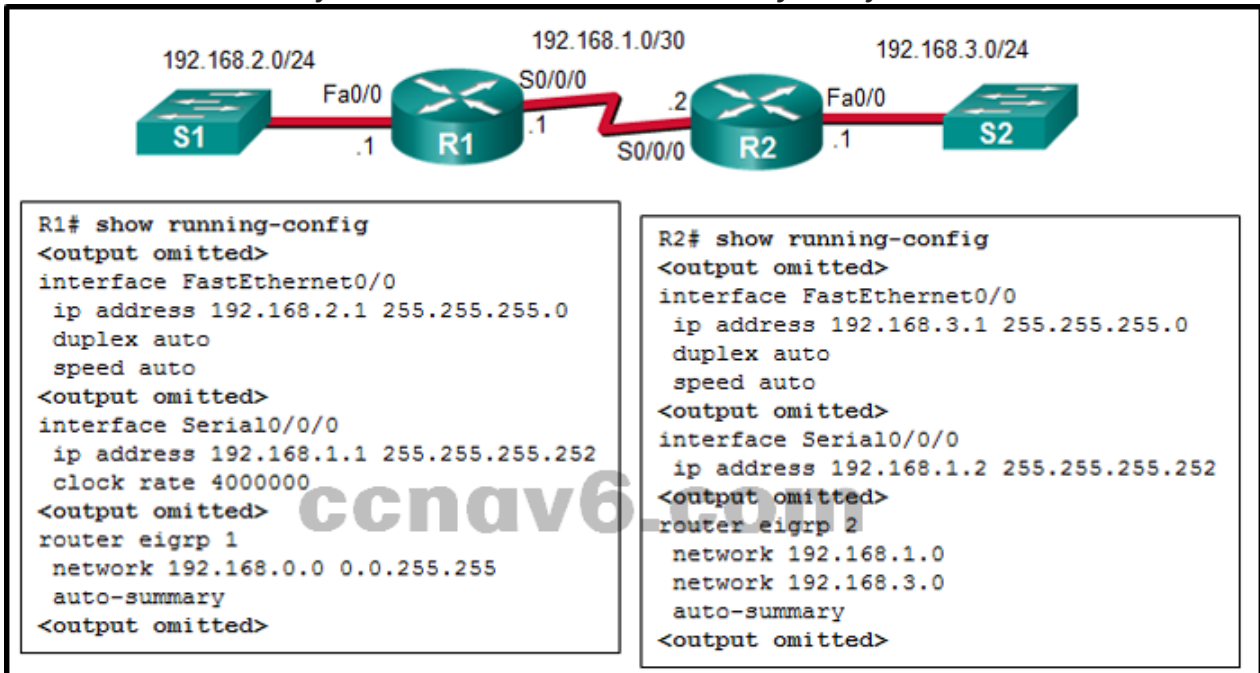 192.168.2.0/24
192.168.1.0/30
192.168.3.0/24
Fa0/0
S0/0/0
.2
Fa0/0
S1
.1
R1
.1
S0/0/0
R2
.1
S2
R1# show running-config
<output omitted>
interface FastEthernet0/0
ip address 192.168.2.1 255.255.255.0
duplex auto
speed auto
<output omitted>
interface Serial0/0/0
ip address 192.168.1.1 255.255.255.252
clock rate 4000000
<output omitted>
router eigrp 1
network 192.168.0.0 0.0.255.255
auto-summary
<output omitted>
R2# show running-config
<output omitted>
interface FastEthernet0/0
ip address 192.168.3.1 255.255.255.0
duplex auto
speed auto
<output omitted>
interface Serial0/0/0
ip address 192.168.1.2 255.255.255.252
<output omitted>
router eigrp 2
network 192.168.1.0
network 192.168.3.0
auto-summary
<output omitted>
ccnav6.com